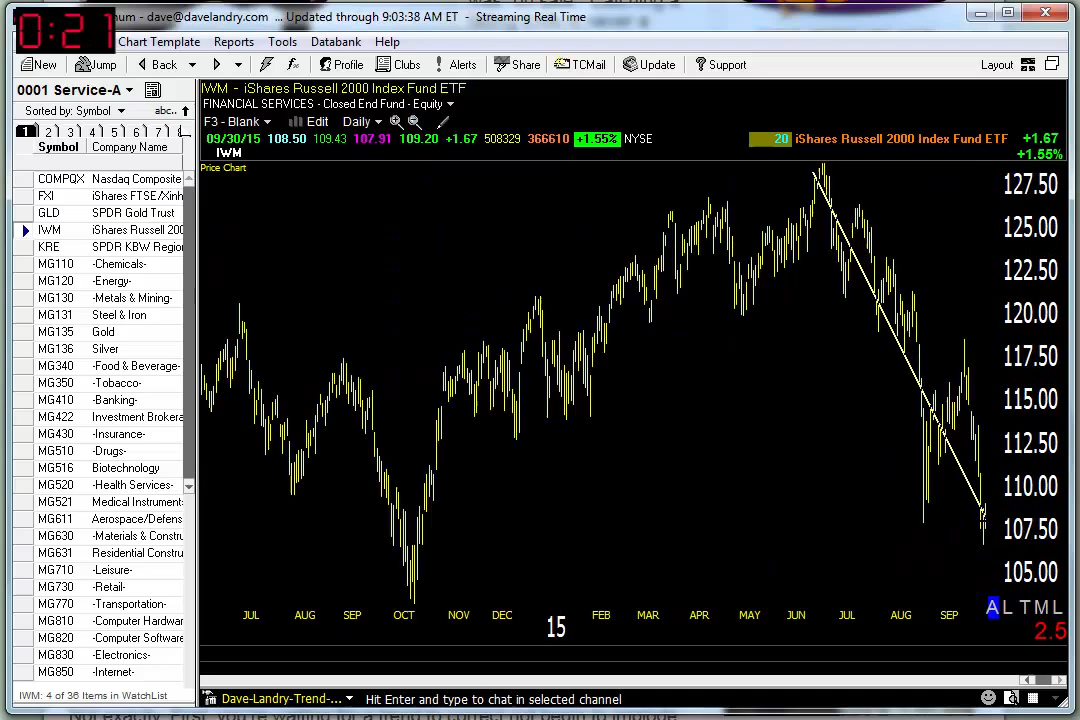 num - dave@davelandry.com ... Updated through 9:03:38 AM ET - Streaming Real Time
0:21
Chart Template Reports Tools Databank Help
New Jump Back Profile Clubs Alerts Share TCMail Update Support Layout
0001 Service-A
Sorted by: Symbol abc..
1 2 3 4 5 6 7
Symbol Company Name
COMPQX Nasdaq Composite
FXI iShares FTSE/Xinh
GLD SPDR Gold Trust
IWM iShares Russell 200
KRE SPDR KBW Region
MG110 -Chemicals-
MG120 -Energy-
MG130 -Metals & Mining-
MG131 Steel & Iron
MG135 Gold
MG136 Silver
MG340 -Food & Beverage-
MG350 -Tobacco-
MG410 -Banking-
MG422 Investment Brokera
MG430 -Insurance-
MG510 -Drugs-
MG516 Biotechnology
MG520 -Health Services-
MG521 Medical Instrument
MG611 Aerospace/Defens
MG630 -Materials & Constru
MG631 Residential Constru
MG710 -Leisure-
MG730 -Retail-
MG770 -Transportation-
MG810 -Computer Hardwa
MG820 -Computer Software
MG830 -Electronics-
MG850 -Internet-
IWM: 4 of 36 Items in WatchList
IWM - iShares Russell 2000 Index Fund ETF
FINANCIAL SERVICES - Closed End Fund - Equity
F3 - Blank Edit Daily
09/30/15 108.50 109.43 107.91 109.20 +1.67 508329 366610 +1.55% NYSE
20 iShares Russell 2000 Index Fund ETF +1.67
+1.55%
IWM
Price Chart
127.50
125.00
122.50
120.00
117.50
115.00
112.50
110.00
107.50
105.00
JUL AUG SEP OCT NOV DEC 15 FEB MAR APR MAY JUN JUL AUG SEP
A L T M L
2.5
Dave-Landry-Trend-... Hit Enter and type to chat in selected channel